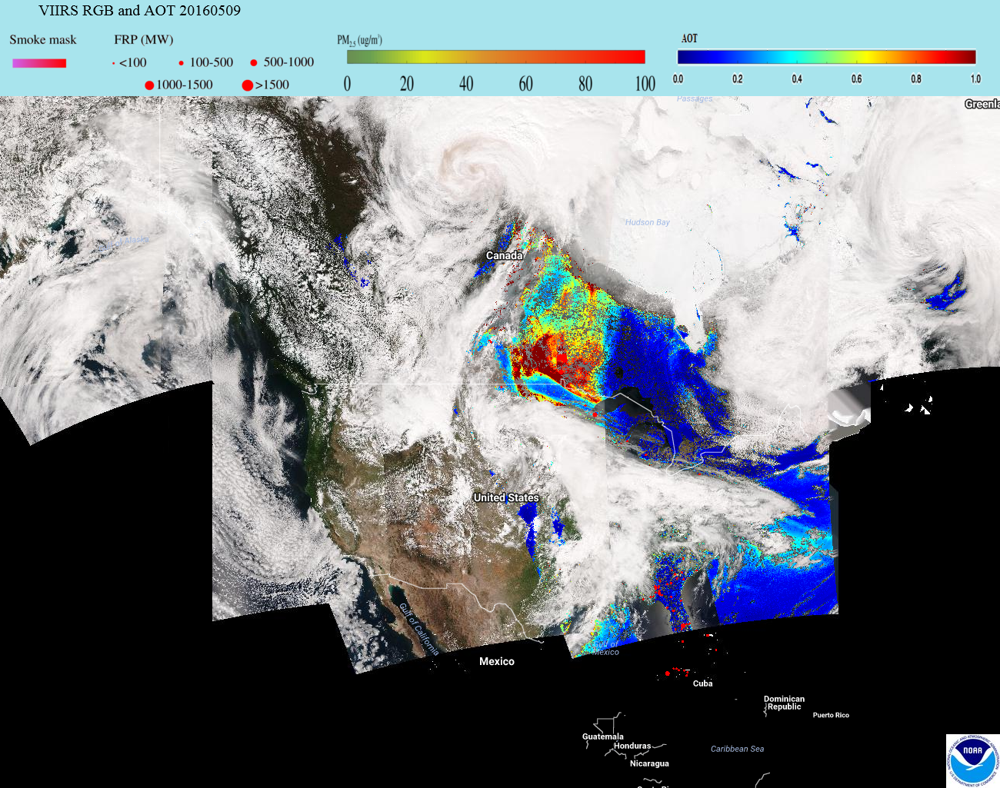 VIIRS RGB and AOT 20160509
Smoke mask
FRP (MW)
PM2.5 (ug/m³)
AOT
<100
100-500
500-1000
1000-1500
>1500
0 20 40 60 80 100
0.0 0.2 0.4 0.6 0.8 1.0
Passages
Greenla
Hudson Bay
Canada
United States
Gulf of California
Mexico
Mexico
Cuba
Dominican
Republic
Puerto Rico
Guatemala
Honduras
Caribbean Sea
Nicaragua
NOAA